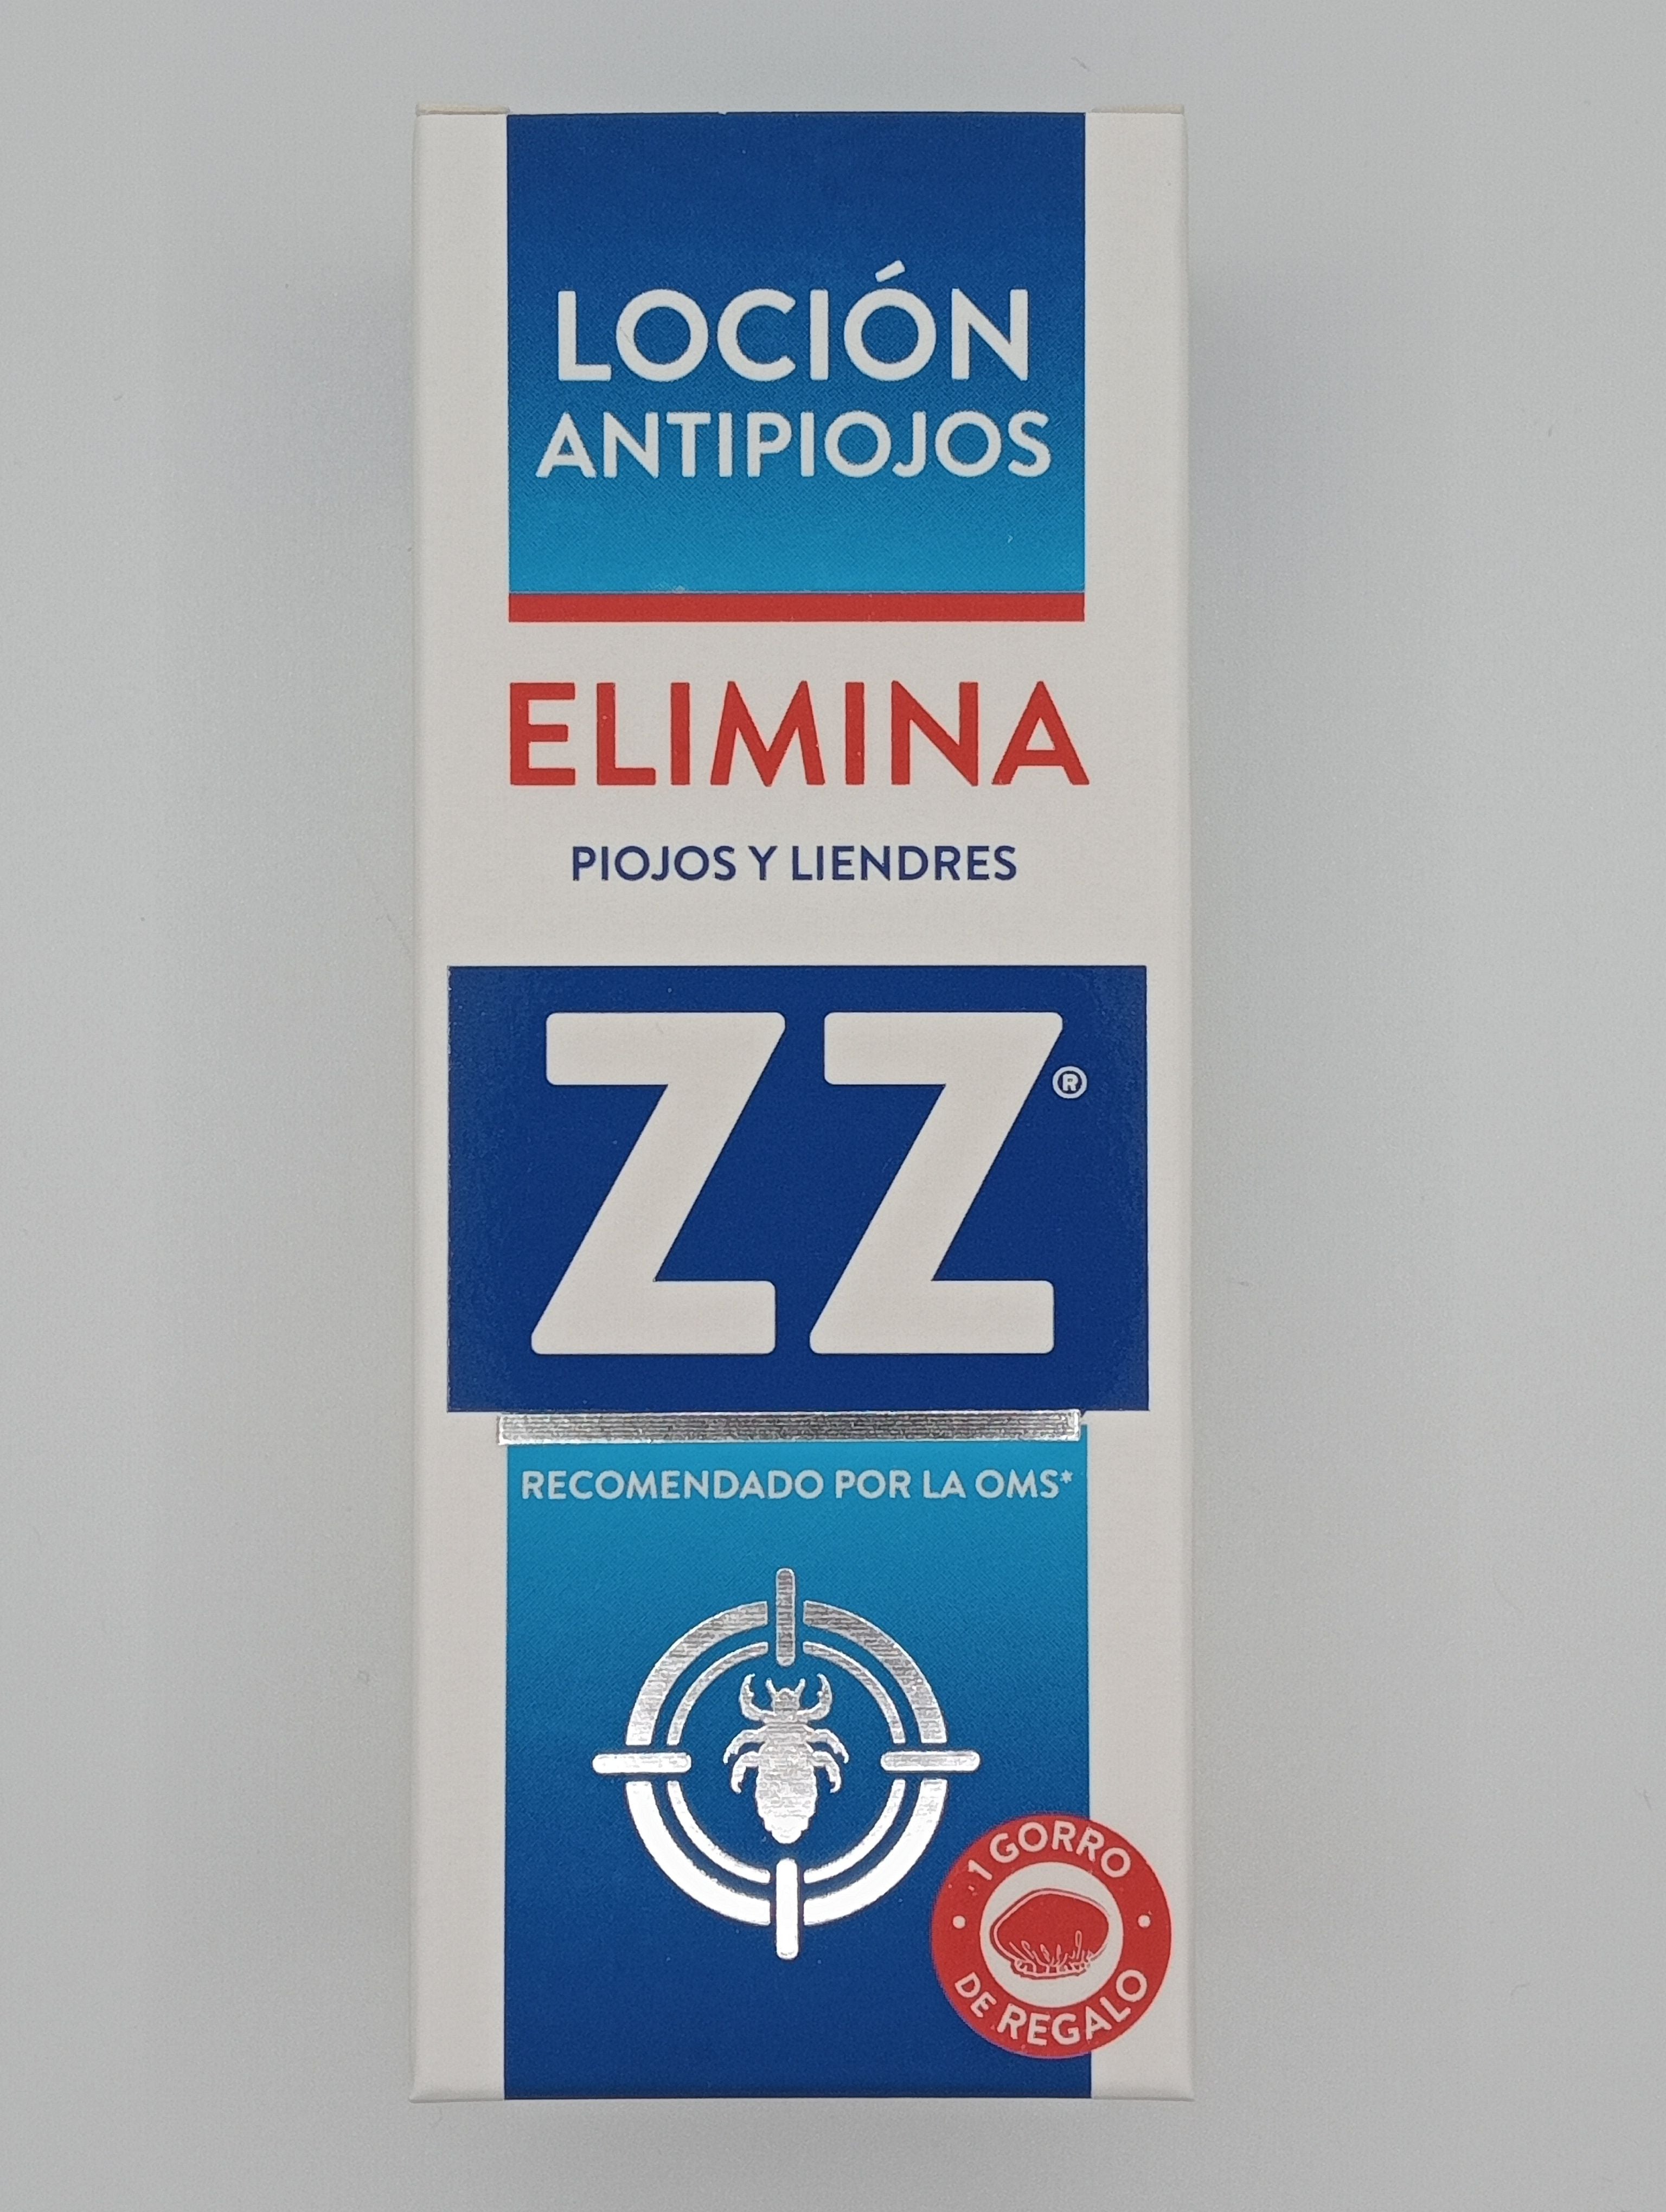 LOCIÓN
ANTIPIOJOS
ELIMINA
PIOJOS Y LIENDRES
ZZ®
RECOMENDADO POR LA OMS*
• 1 GORRO •
DE REGALO